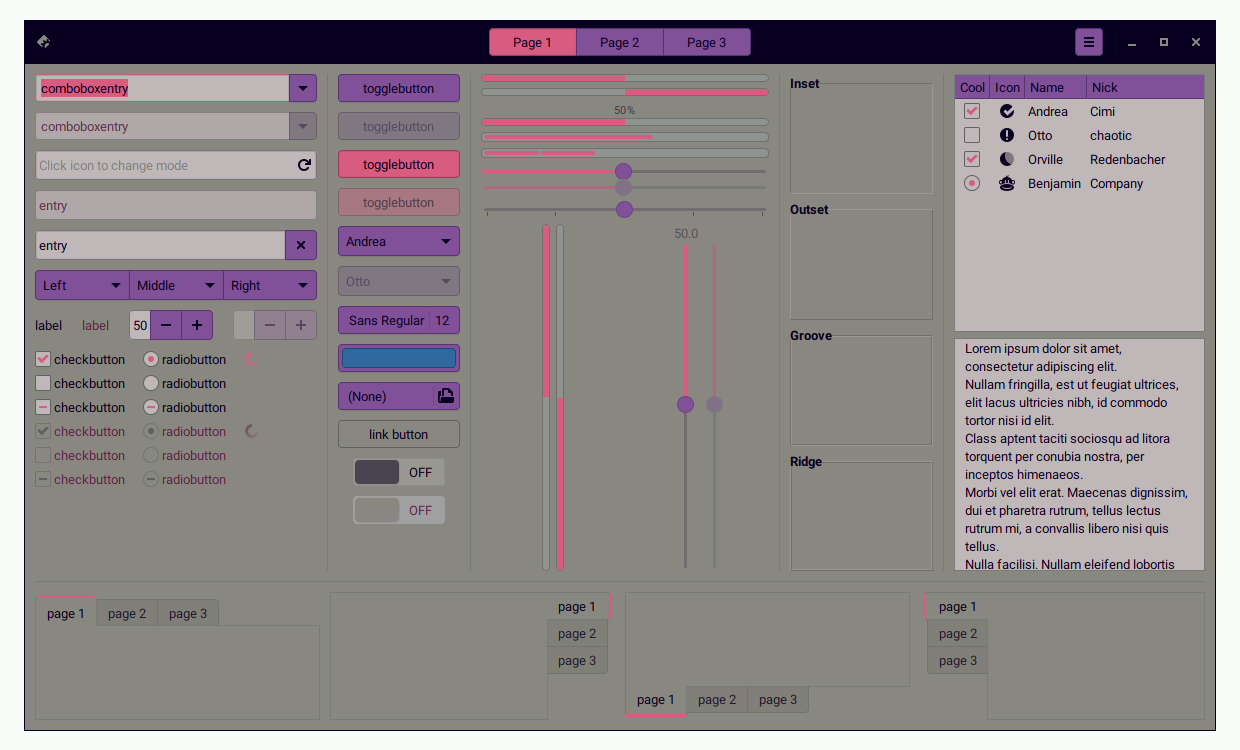 Page 1
Page 2
Page 3
comboboxentry
comboboxentry
Click icon to change mode
entry
entry
Left
Middle
Right
label
label
50
checkbutton
radiobutton
checkbutton
radiobutton
checkbutton
radiobutton
checkbutton
radiobutton
checkbutton
radiobutton
checkbutton
radiobutton
togglebutton
togglebutton
togglebutton
togglebutton
Andrea
Otto
Sans Regular 12
(None)
link button
OFF
OFF
50%
50.0
Inset
Outset
Groove
Ridge
Cool Icon Name Nick
Andrea Cimi
Otto chaotic
Orville Redenbacher
Benjamin Company
Lorem ipsum dolor sit amet,
consectetur adipiscing elit.
Nullam fringilla, est ut feugiat ultrices,
elit lacus ultricies nibh, id commodo
tortor nisi id elit.
Class aptent taciti sociosqu ad litora
torquent per conubia nostra, per
inceptos himenaeos.
Morbi vel elit erat. Maecenas dignissim,
dui et pharetra rutrum, tellus lectus
rutrum mi, a convallis libero nisi quis
tellus.
Nulla facilisi. Nullam eleifend lobortis
page 1
page 2
page 3
page 1
page 2
page 3
page 1
page 2
page 3
page 1
page 2
page 3